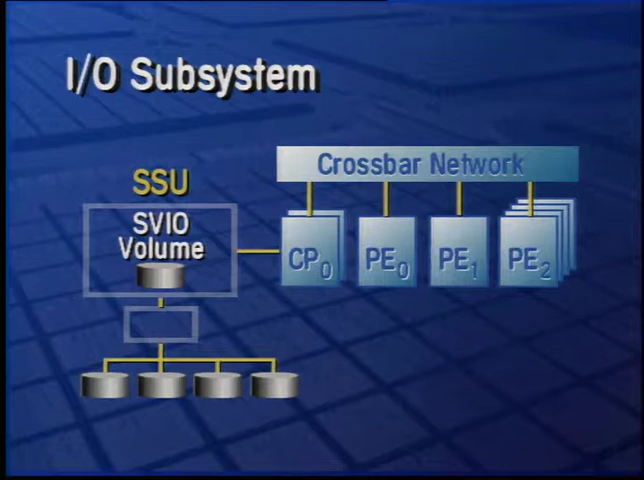 I/O Subsystem
Crossbar Network
SSU
SVIO
Volume
CP0
PE0
PE1
PE2